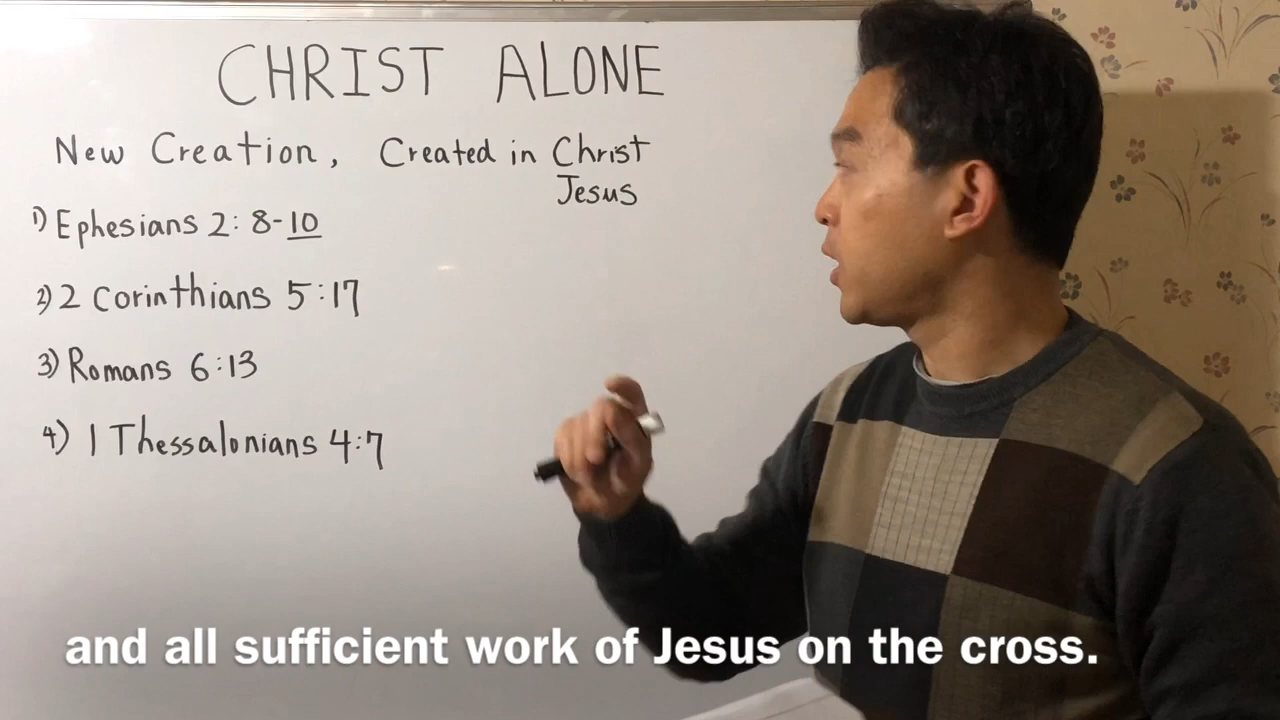 CHRIST ALONE
New Creation, Created in Christ
Jesus
1) Ephesians 2: 8-10
2) 2 Corinthians 5:17
3) Romans 6:13
4) 1 Thessalonians 4:7
and all sufficient work of Jesus on the cross.